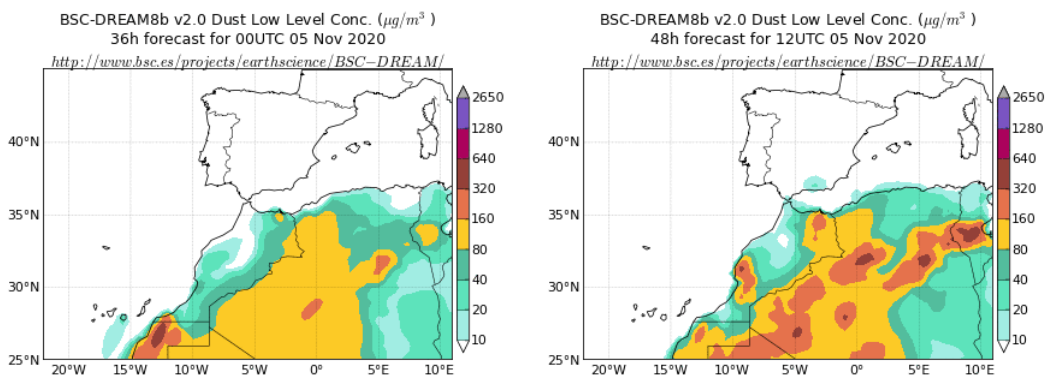 BSC-DREAM8b v2.0 Dust Low Level Conc. (μg/m³ )
36h forecast for 00UTC 05 Nov 2020
http://www.bsc.es/projects/earthscience/BSC−DREAM/
2650
1280
640
320
160
80
40
20
10
40°N
35°N
30°N
25°N
20°W
15°W
10°W
5°W
0°
5°E
10°E
BSC-DREAM8b v2.0 Dust Low Level Conc. (μg/m³ )
48h forecast for 12UTC 05 Nov 2020
http://www.bsc.es/projects/earthscience/BSC−DREAM/
2650
1280
640
320
160
80
40
20
10
40°N
35°N
30°N
25°N
20°W
15°W
10°W
5°W
0°
5°E
10°E